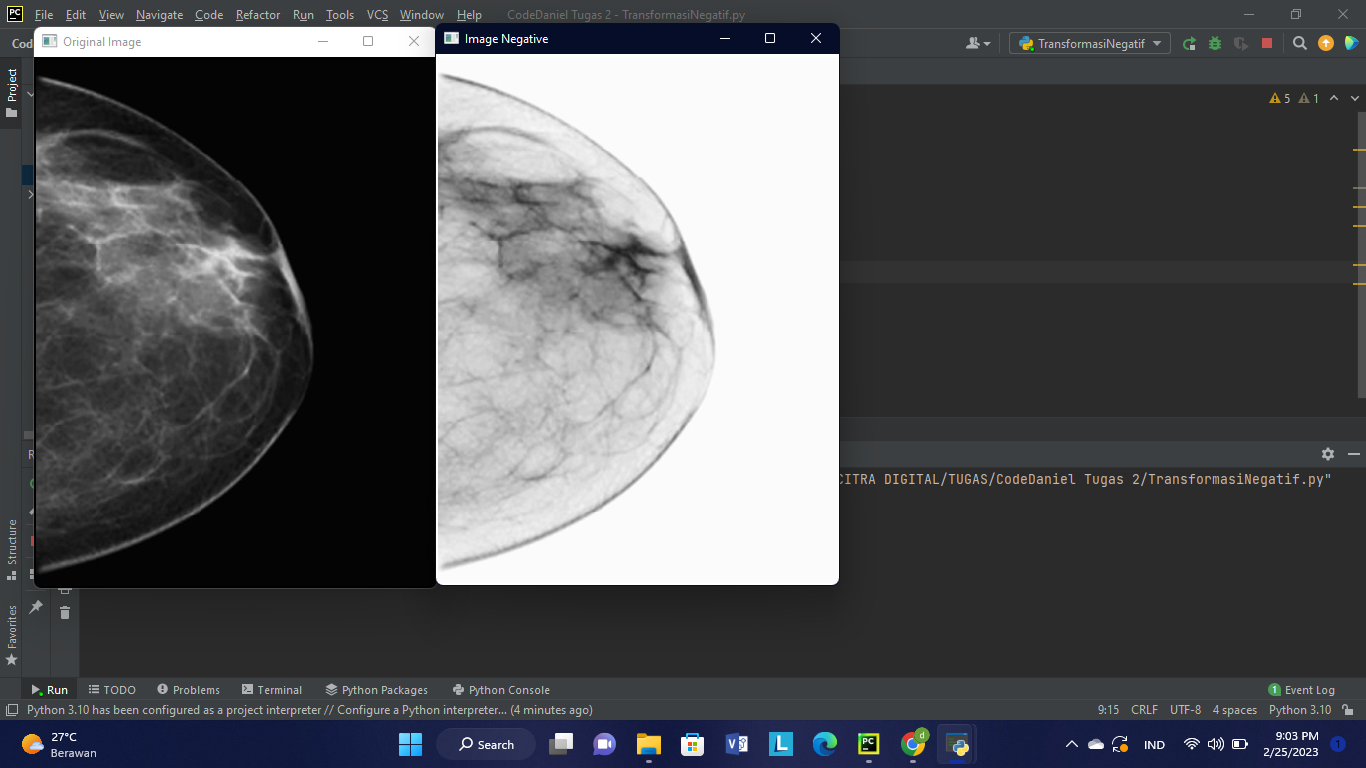 PC File Edit View Navigate Code Refactor Run Tools VCS Window Help CodeDaniel Tugas 2 - TransformasiNegatif.py
Cod
Original Image
Image Negative
TransformasiNegatif
Project
5 1
R
CITRA DIGITAL/TUGAS/CodeDaniel Tugas 2/TransformasiNegatif.py"
Structure
Favorites
Run TODO Problems Terminal Python Packages Python Console 1 Event Log
Python 3.10 has been configured as a project interpreter // Configure a Python interpreter... (4 minutes ago) 9:15 CRLF UTF-8 4 spaces Python 3.10
27°C
Berawan
Search
L
PC
d
IND
9:03 PM
2/25/2023
1